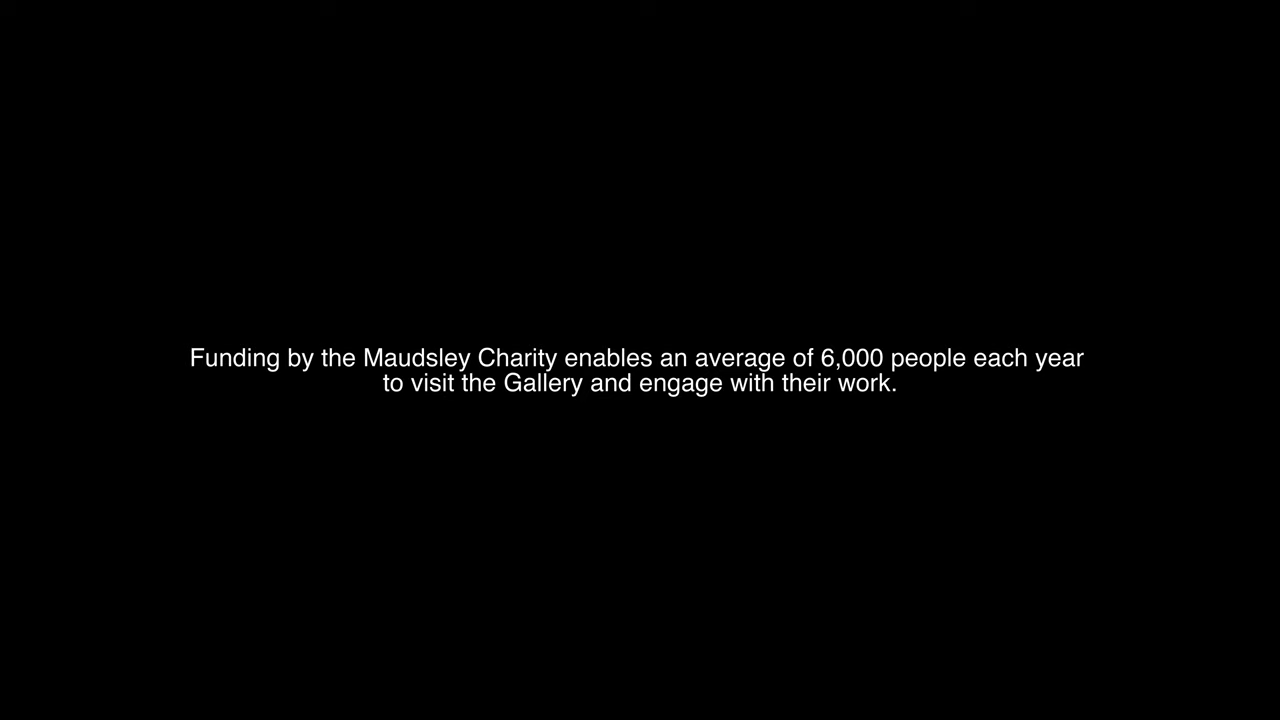 Funding by the Maudsley Charity enables an average of 6,000 people each year
to visit the Gallery and engage with their work.